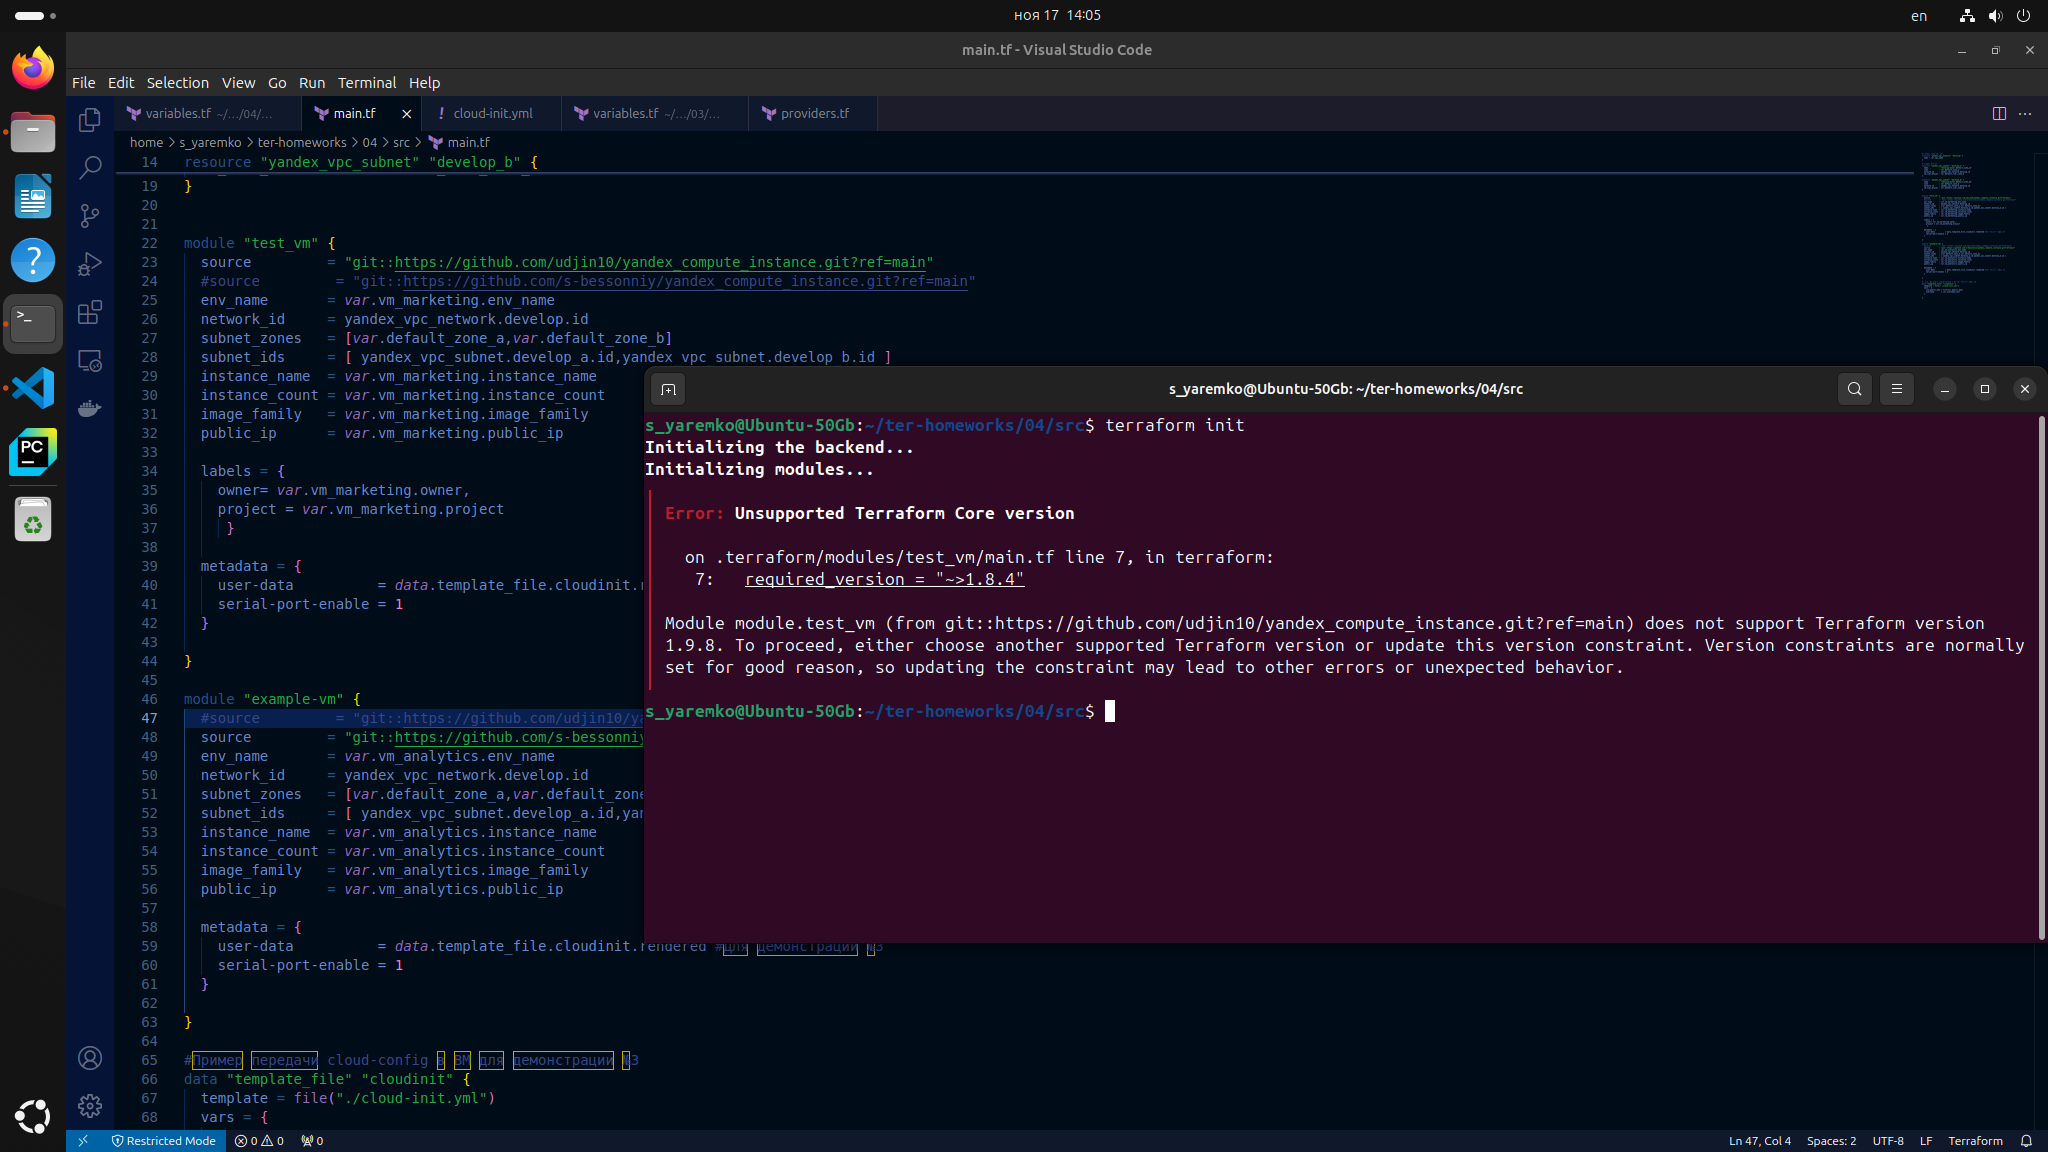 ноя 17 14:05
en
main.tf - Visual Studio Code
File Edit Selection View Go Run Terminal Help
variables.tf ~/.../04/...
main.tf
! cloud-init.yml
variables.tf ~/.../03/...
providers.tf
home > s_yaremko > ter-homeworks > 04 > src > main.tf
14 resource "yandex_vpc_subnet" "develop_b" {
19 }
20
21
22 module "test_vm" {
23 source = "git::https://github.com/udjin10/yandex_compute_instance.git?ref=main"
24 #source = "git::https://github.com/s-bessonniy/yandex_compute_instance.git?ref=main"
25 env_name = var.vm_marketing.env_name
26 network_id = yandex_vpc_network.develop.id
27 subnet_zones = [var.default_zone_a,var.default_zone_b]
28 subnet_ids = [ yandex_vpc_subnet.develop_a.id,yandex_vpc_subnet.develop_b.id ]
29 instance_name = var.vm_marketing.instance_name
30 instance_count = var.vm_marketing.instance_count
31 image_family = var.vm_marketing.image_family
32 public_ip = var.vm_marketing.public_ip
33
34 labels = {
35 owner= var.vm_marketing.owner,
36 project = var.vm_marketing.project
37 }
38
39 metadata = {
40 user-data = data.template_file.cloudinit.
41 serial-port-enable = 1
42 }
43
44 }
45
46 module "example-vm" {
47 #source = "git::https://github.com/udjin10/ya
48 source = "git::https://github.com/s-bessonniy
49 env_name = var.vm_analytics.env_name
50 network_id = yandex_vpc_network.develop.id
51 subnet_zones = [var.default_zone_a,var.default_zone
52 subnet_ids = [ yandex_vpc_subnet.develop_a.id,yan
53 instance_name = var.vm_analytics.instance_name
54 instance_count = var.vm_analytics.instance_count
55 image_family = var.vm_analytics.image_family
56 public_ip = var.vm_analytics.public_ip
57
58 metadata = {
59 user-data = data.template_file.cloudinit.rendered #Для демонстрации №3
60 serial-port-enable = 1
61 }
62
63 }
64
65 #Пример передачи cloud-config в ВМ для демонстрации №3
66 data "template_file" "cloudinit" {
67 template = file("./cloud-init.yml")
68 vars = {
s_yaremko@Ubuntu-50Gb: ~/ter-homeworks/04/src
s_yaremko@Ubuntu-50Gb:~/ter-homeworks/04/src$ terraform init
Initializing the backend...
Initializing modules...
Error: Unsupported Terraform Core version
on .terraform/modules/test_vm/main.tf line 7, in terraform:
7: required_version = "~>1.8.4"
Module module.test_vm (from git::https://github.com/udjin10/yandex_compute_instance.git?ref=main) does not support Terraform version
1.9.8. To proceed, either choose another supported Terraform version or update this version constraint. Version constraints are normally
set for good reason, so updating the constraint may lead to other errors or unexpected behavior.
s_yaremko@Ubuntu-50Gb:~/ter-homeworks/04/src$
PC
Restricted Mode 0 0 0
Ln 47, Col 4 Spaces: 2 UTF-8 LF Terraform